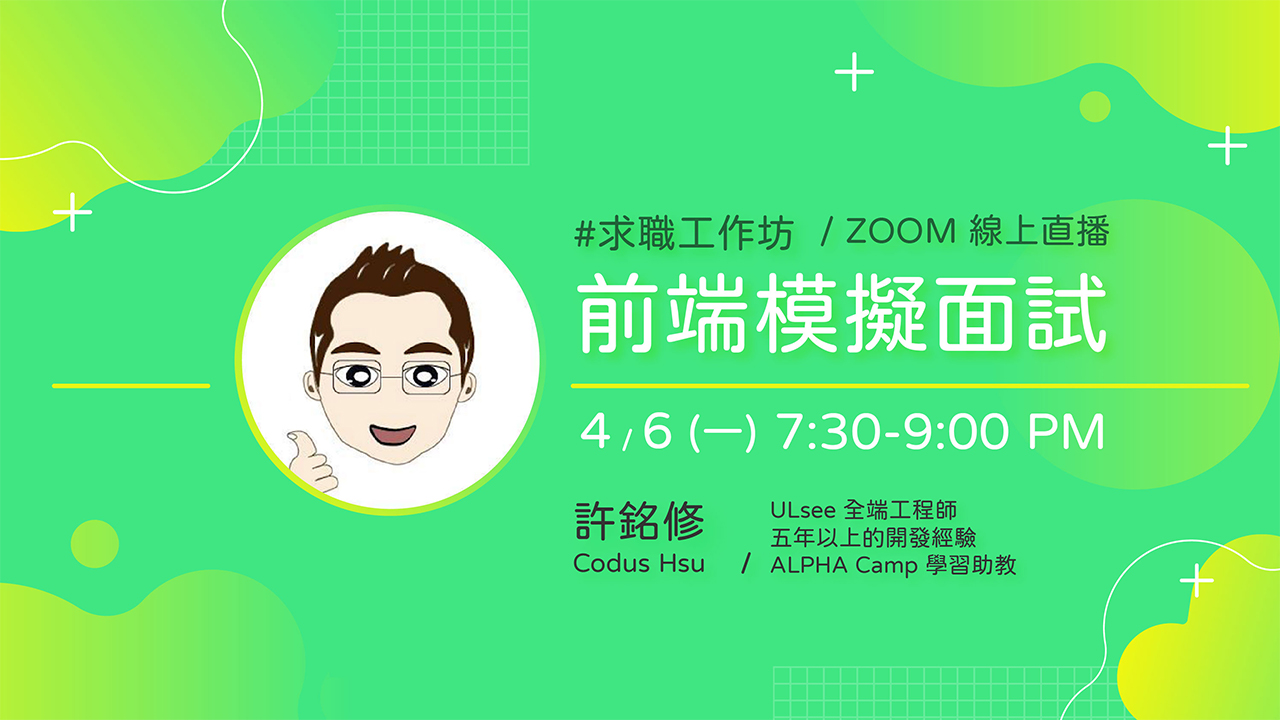 #求職工作坊 / ZOOM 線上直播
前端模擬面試
4 / 6 (一) 7:30-9:00 PM
許銘修
Codus Hsu /
ULsee 全端工程師
五年以上的開發經驗
ALPHA Camp 學習助教